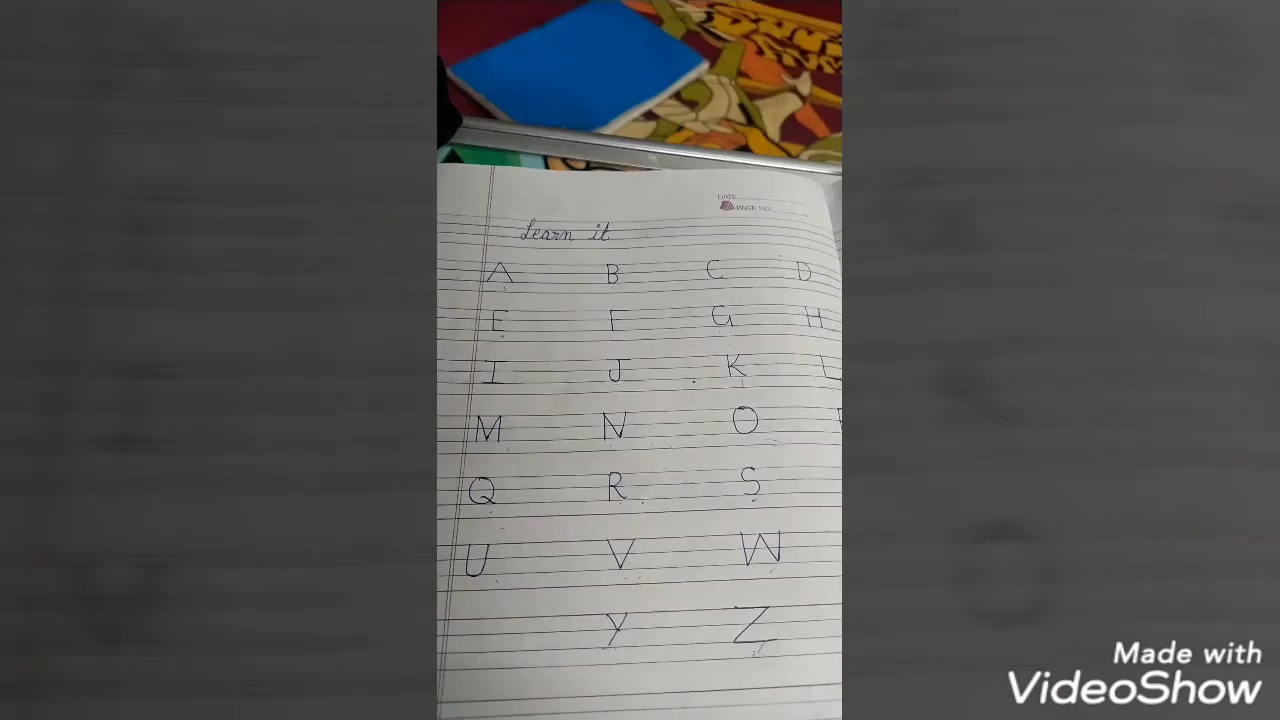 DATE
PAGE NO.
Learn it
A B C D
E F G H
I J K L
M N O
Q R S
U V W
Y Z
Made with
VideoShow